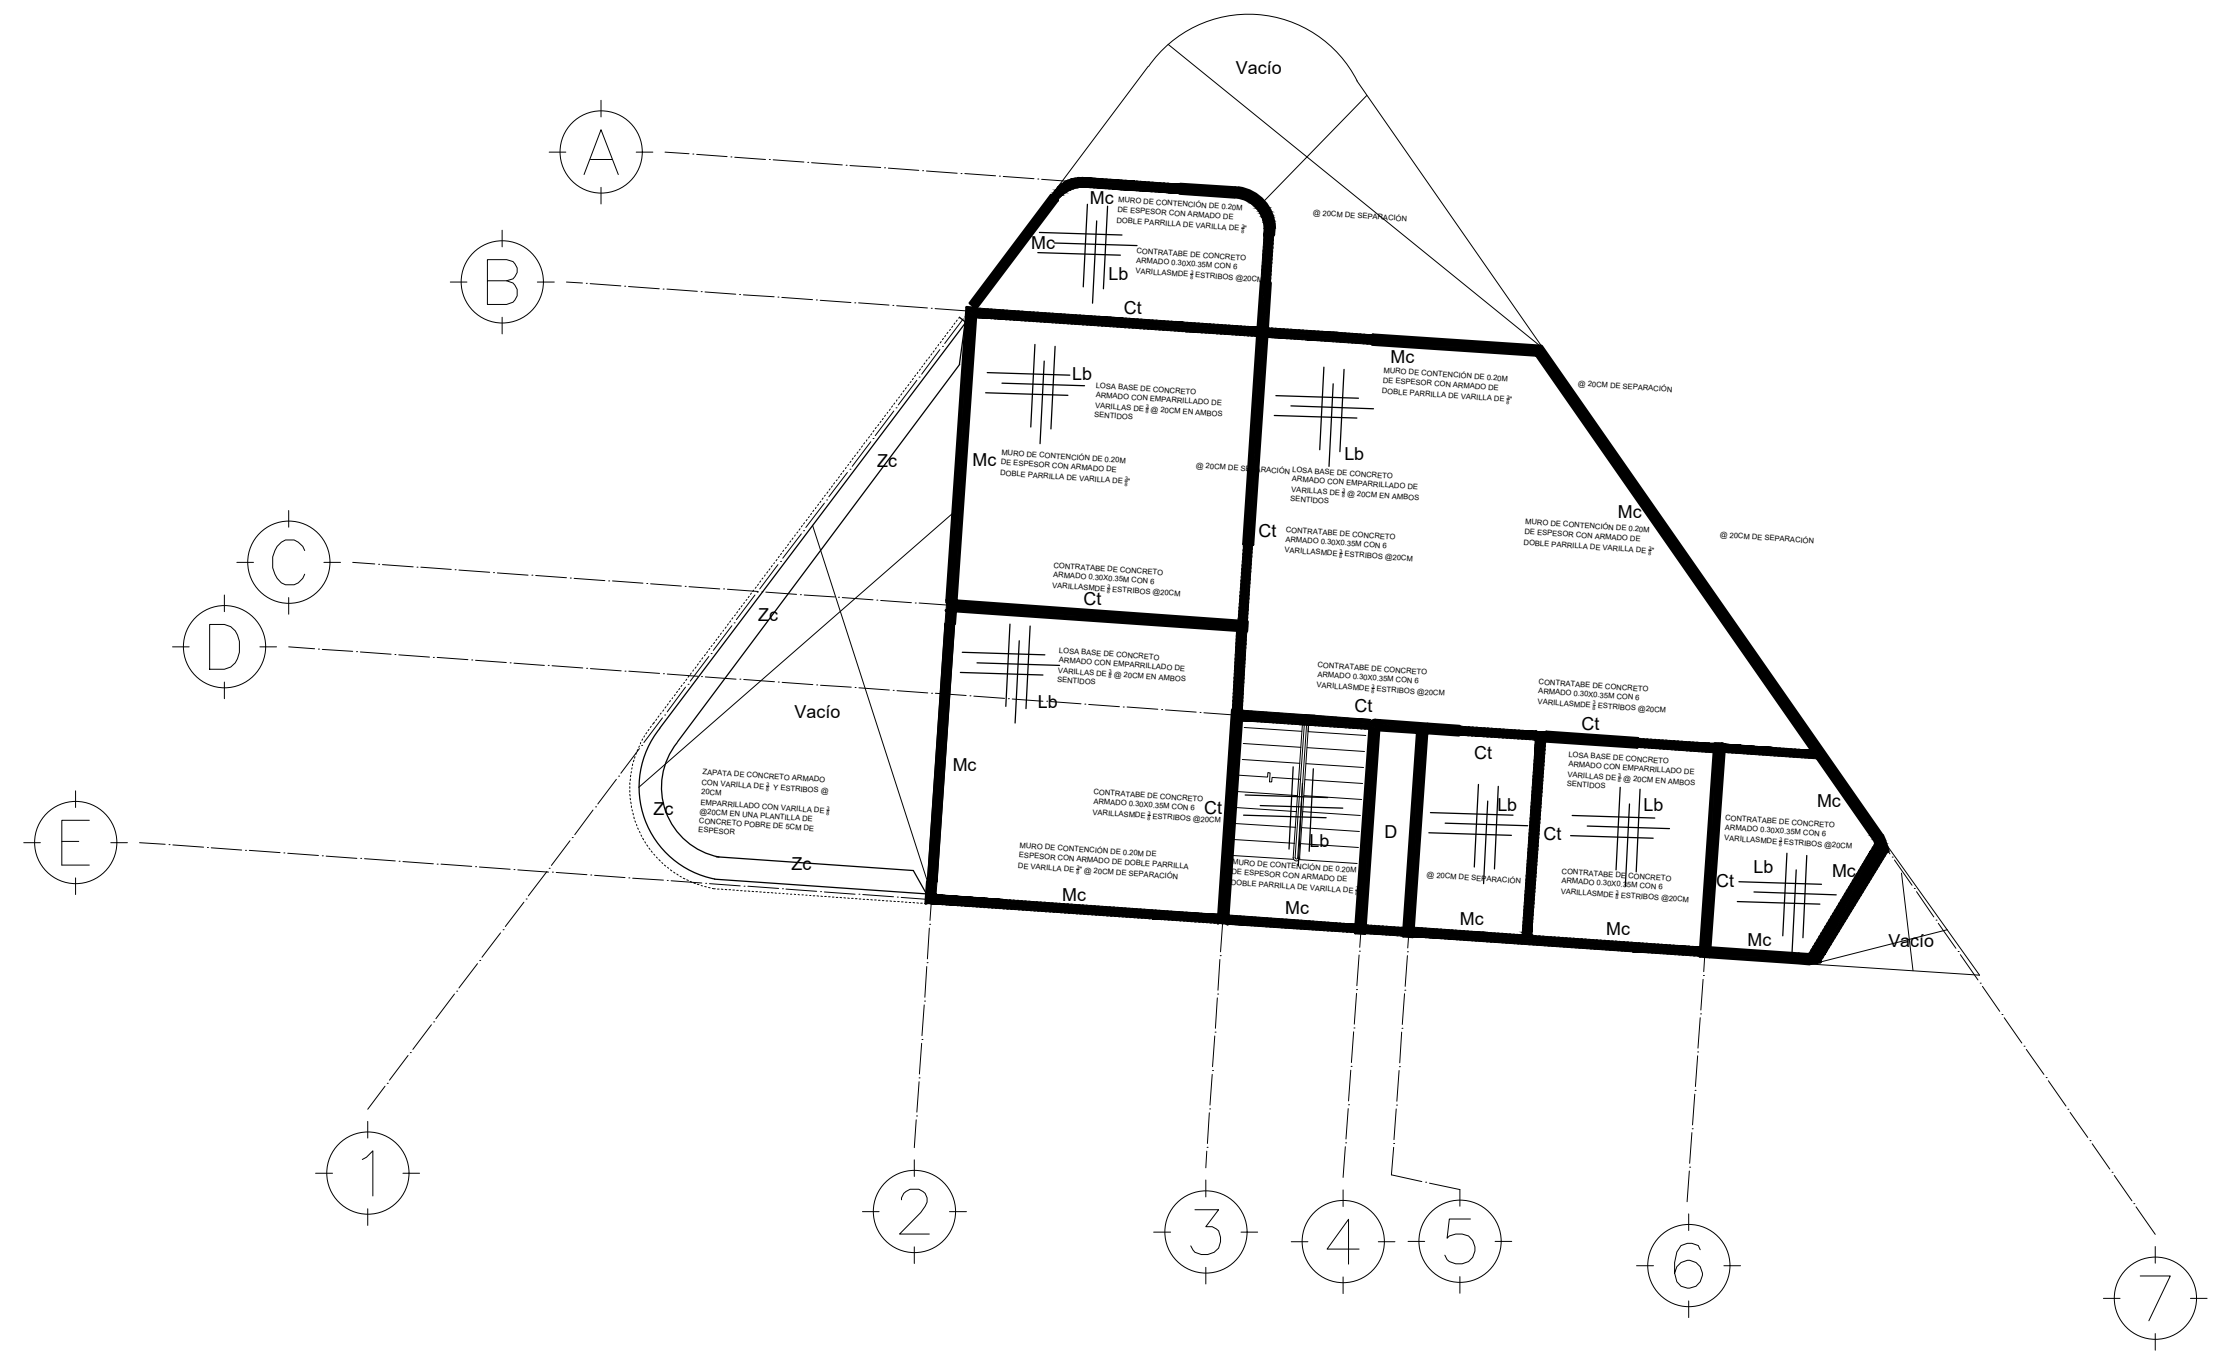 Vacío
A
Mc
MURO DE CONTENCIÓN DE 0.20M
DE ESPESOR CON ARMADO DE
DOBLE PARRILLA DE VARILLA DE
@ 20CM DE SEPARACIÓN
Mc
CONTRATABE DE CONCRETO
ARMADO 0.30X0.35M CON 6
VARILLASMDE ESTRIBOS @20CM
Lb
B
Ct
Mc
MURO DE CONTENCIÓN DE 0.20M
DE ESPESOR CON ARMADO DE
DOBLE PARRILLA DE VARILLA DE
@ 20CM DE SEPARACIÓN
Lb
LOSA BASE DE CONCRETO
ARMADO CON EMPARRILLADO DE
VARILLAS DE @ 20CM EN AMBOS
SENTIDOS
Zc
Mc
MURO DE CONTENCIÓN DE 0.20M
DE ESPESOR CON ARMADO DE
DOBLE PARRILLA DE VARILLA DE
@ 20CM DE SEPARACIÓN
Lb
LOSA BASE DE CONCRETO
ARMADO CON EMPARRILLADO DE
VARILLAS DE @ 20CM EN AMBOS
SENTIDOS
Ct
CONTRATABE DE CONCRETO
ARMADO 0.30X0.35M CON 6
VARILLASMDE ESTRIBOS @20CM
Mc
MURO DE CONTENCIÓN DE 0.20M
DE ESPESOR CON ARMADO DE
DOBLE PARRILLA DE VARILLA DE
@ 20CM DE SEPARACIÓN
C
CONTRATABE DE CONCRETO
ARMADO 0.30X0.35M CON 6
VARILLASMDE ESTRIBOS @20CM
Ct
Zc
D
LOSA BASE DE CONCRETO
ARMADO CON EMPARRILLADO DE
VARILLAS DE @ 20CM EN AMBOS
SENTIDOS
Lb
CONTRATABE DE CONCRETO
ARMADO 0.30X0.35M CON 6
VARILLASMDE ESTRIBOS @20CM
Ct
CONTRATABE DE CONCRETO
ARMADO 0.30X0.35M CON 6
VARILLASMDE ESTRIBOS @20CM
Ct
Vacío
Mc
ZAPATA DE CONCRETO ARMADO
CON VARILLA DE Y ESTRIBOS @
20CM
EMPARRILLADO CON VARILLA DE
@20CM EN UNA PLANTILLA DE
CONCRETO POBRE DE 5CM DE
ESPESOR
Zc
Zc
E
CONTRATABE DE CONCRETO
ARMADO 0.30X0.35M CON 6
VARILLASMDE ESTRIBOS @20CM
Ct
MURO DE CONTENCIÓN DE 0.20M DE
ESPESOR CON ARMADO DE DOBLE PARRILLA
DE VARILLA DE @ 20CM DE SEPARACIÓN
Mc
Lb
MURO DE CONTENCIÓN DE 0.20M
DE ESPESOR CON ARMADO DE
DOBLE PARRILLA DE VARILLA DE
Mc
D
Ct
Lb
@ 20CM DE SEPARACIÓN
Mc
LOSA BASE DE CONCRETO
ARMADO CON EMPARRILLADO DE
VARILLAS DE @ 20CM EN AMBOS
SENTIDOS
Lb
Ct
CONTRATABE DE CONCRETO
ARMADO 0.30X0.35M CON 6
VARILLASMDE ESTRIBOS @20CM
Mc
Mc
CONTRATABE DE CONCRETO
ARMADO 0.30X0.35M CON 6
VARILLASMDE ESTRIBOS @20CM
Lb
Mc
Ct
Mc
Vacío
1
2
3
4
5
6
7